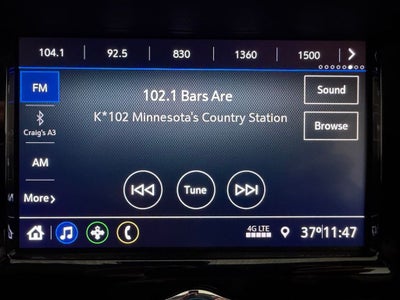 104.1 92.5 830 1360 1500
FM
102.1 Bars Are
Sound
K*102 Minnesota's Country Station
Craig's A3
Browse
AM
Tune
More
4G LTE 37° 11:47